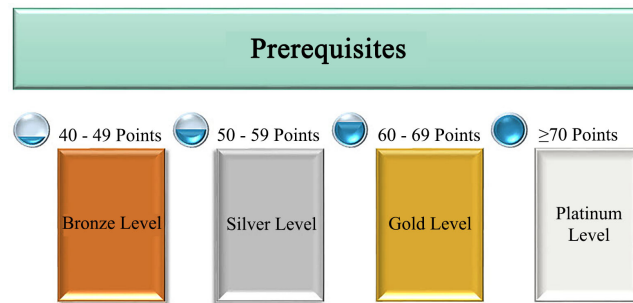 Prerequisites
40 - 49 Points
50 - 59 Points
60 - 69 Points
≥70 Points
Bronze Level
Silver Level
Gold Level
Platinum
Level